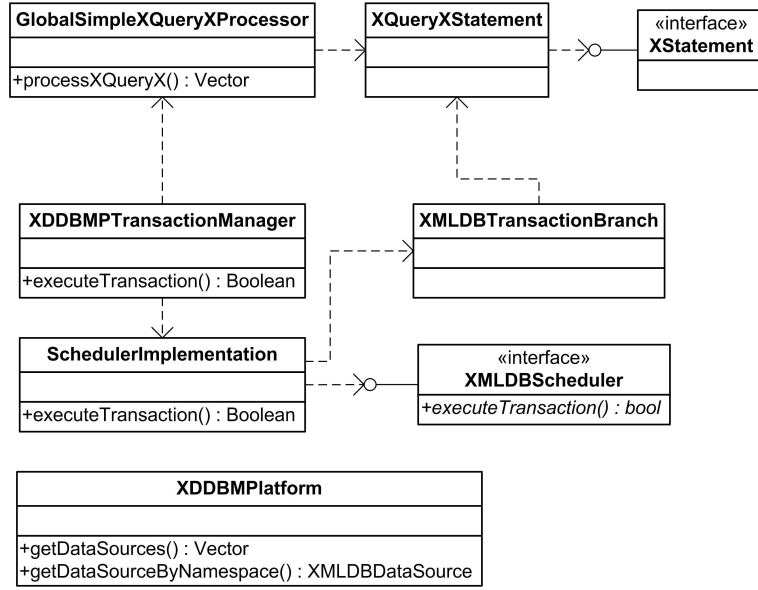 GlobalSimpleXQueryXProcessor
+processXQueryX() : Vector
XQueryXStatement
«interface»
XStatement
XDDBMPTransactionManager
+executeTransaction() : Boolean
XMLDBTransactionBranch
SchedulerImplementation
+executeTransaction() : Boolean
«interface»
XMLDBScheduler
+executeTransaction() : bool
XDDBMPlatform
+getDataSources() : Vector
+getDataSourceByNamespace() : XMLDBDataSource